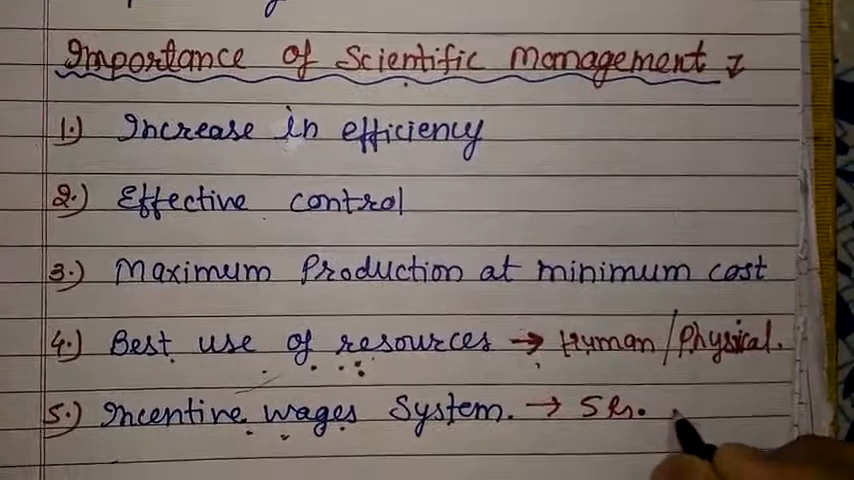 Importance of Scientific Management :
1.) Increase in efficiency
2.) Effective control
3.) Maximum Production at minimum cost
4.) Best use of resources → Human/Physical.
5.) Incentive wages System. →